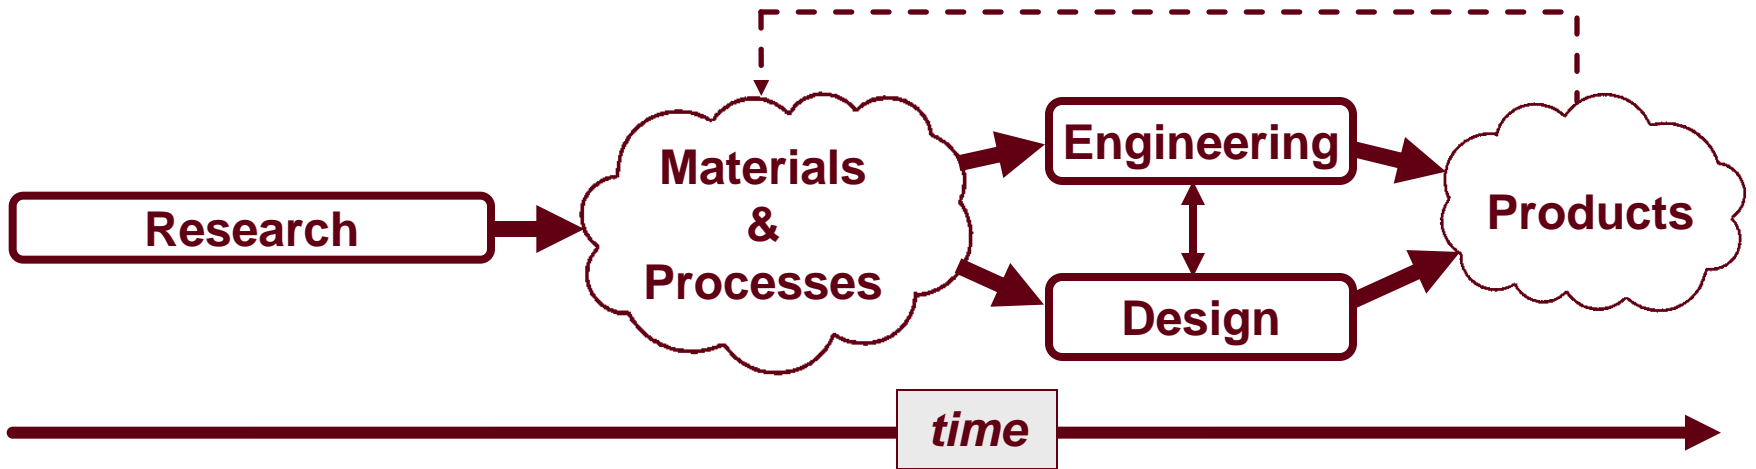 Research
Materials
&
Processes
Engineering
Design
Products
time